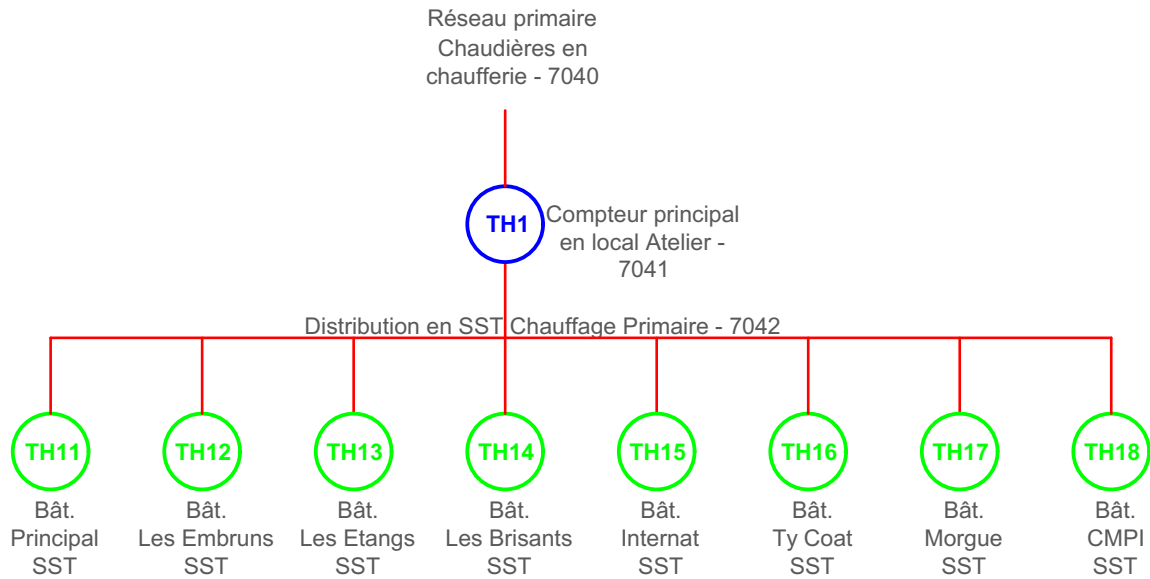 Réseau primaire
Chaudières en
chaufferie - 7040
TH1
Compteur principal
en local Atelier -
7041
Distribution en SST Chauffage Primaire - 7042
TH11
TH12
TH13
TH14
TH15
TH16
TH17
TH18
Bât.
Principal
SST
Bât.
Les Embruns
SST
Bât.
Les Etangs
SST
Bât.
Les Brisants
SST
Bât.
Internat
SST
Bât.
Ty Coat
SST
Bât.
Morgue
SST
Bât.
CMPI
SST